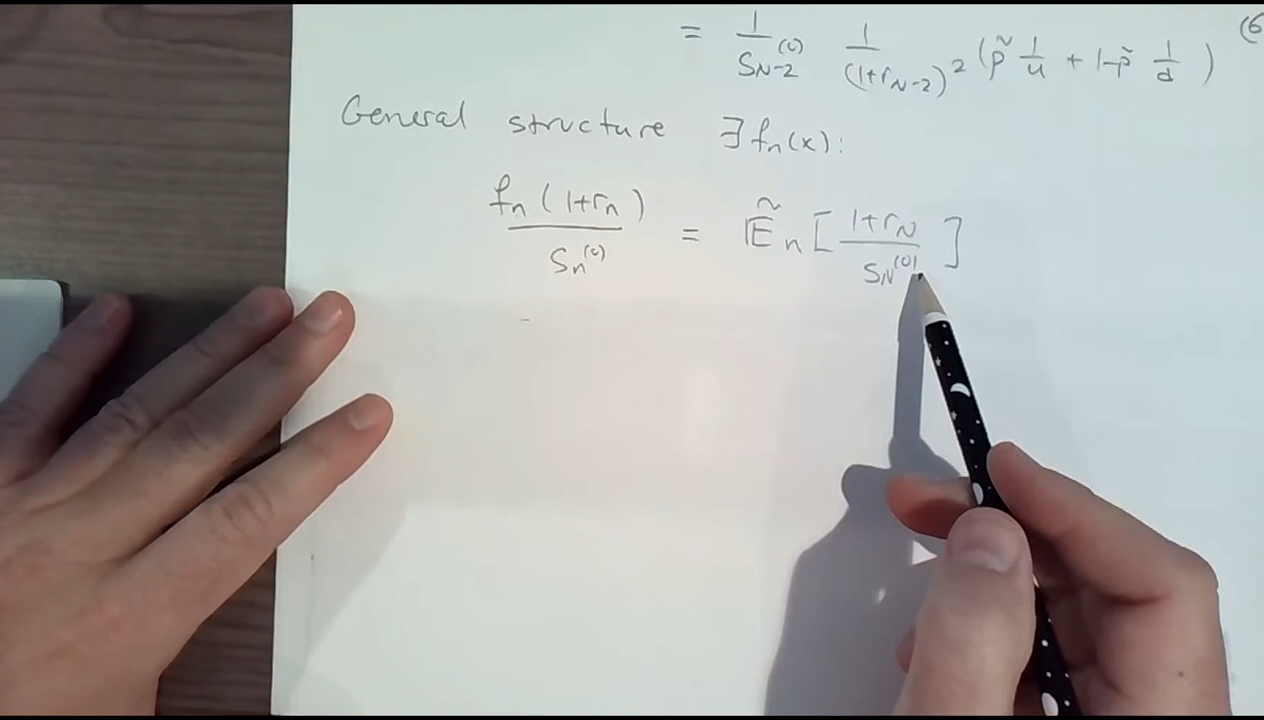 = 1/S_{N-2}^{(0)} 1/(1+r_{N-2})^2 (p̃ 1/u + 1-p̃ 1/d) (6
General structure ∃ f_n(x):
f_n(1+r_n)/S_n^{(0)} = 𝔼̃_n [ 1+r_N/S_N^{(0)} ]